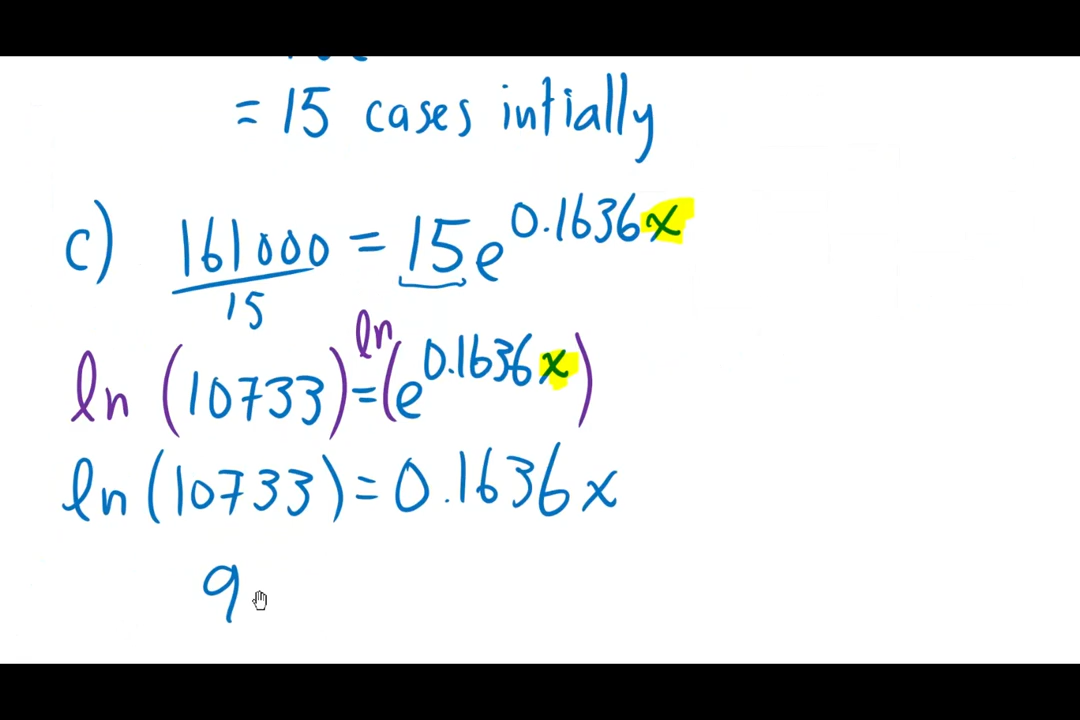 = 15 cases intially
c) 161000 = 15e^0.1636x
15
ln (10733) = ln (e^0.1636x)
ln (10733) = 0.1636x
9